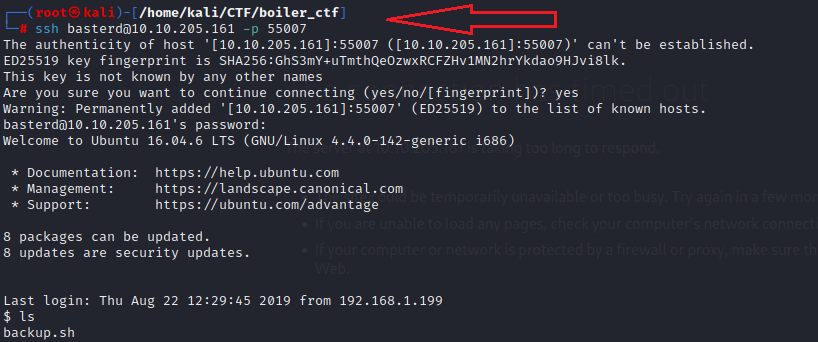 ┌──(root㉿kali)-[/home/kali/CTF/boiler_ctf]
└─# ssh basterd@10.10.205.161 -p 55007
The authenticity of host '[10.10.205.161]:55007 ([10.10.205.161]:55007)' can't be established.
ED25519 key fingerprint is SHA256:GhS3mY+uTmthQeOzwxRCFZHv1MN2hrYkdao9HJvi8lk.
This key is not known by any other names
Are you sure you want to continue connecting (yes/no/[fingerprint])? yes
Warning: Permanently added '[10.10.205.161]:55007' (ED25519) to the list of known hosts.
basterd@10.10.205.161's password:
Welcome to Ubuntu 16.04.6 LTS (GNU/Linux 4.4.0-142-generic i686)
too long to respond
* Documentation:  https://help.ubuntu.com
* Management:     https://landscape.canonical.com
* Support:        https://ubuntu.com/advantage
be temporarily unavailable or too busy. Try again in a few mo
• If you are unable to load any pages, check your computer's network connecti
8 packages can be updated.
8 updates are security updates.
• If your computer or network is protected by a firewall or proxy, make sure th
Web.
Last login: Thu Aug 22 12:29:45 2019 from 192.168.1.199
$ ls
backup.sh